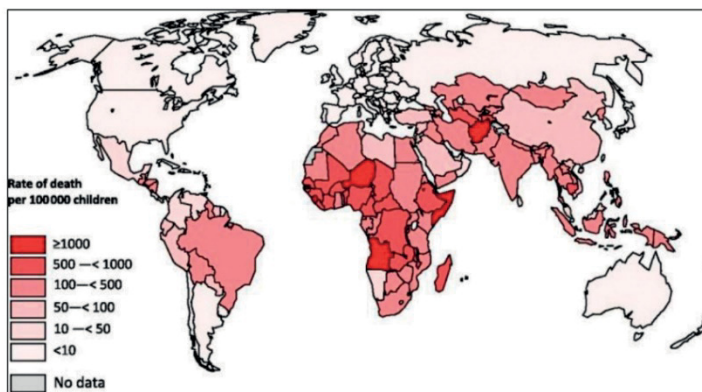 Rate of death
per 100 000 children
≥1000
500 —< 1000
100 —< 500
50 —< 100
10 —< 50
<10
No data